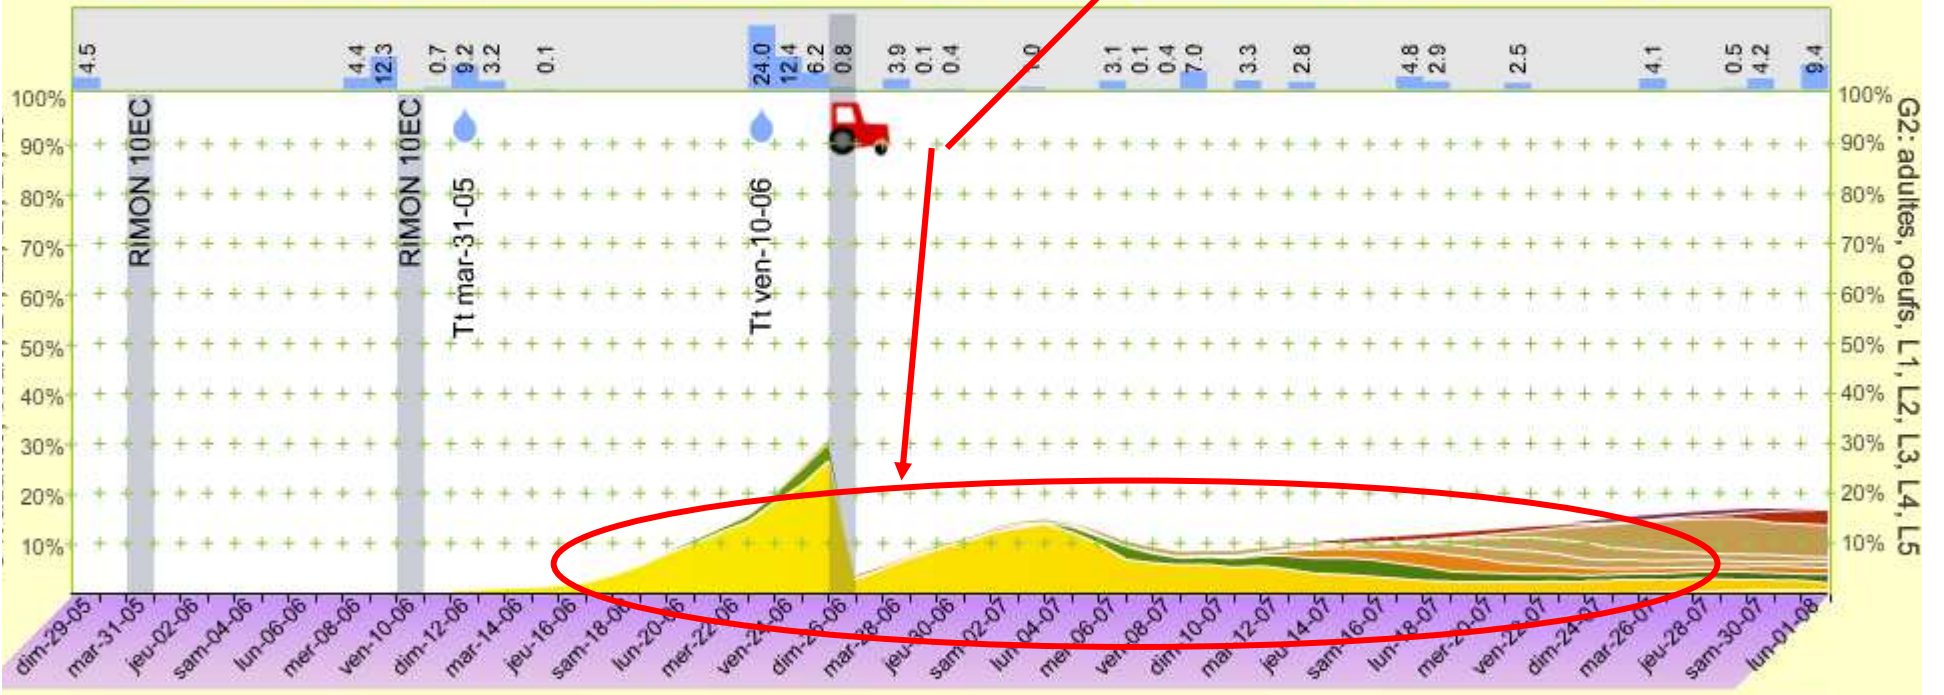 4.5
4.4
12.3
0.7
9.2
3.2
0.1
24.0
12.4
6.2
0.8
3.9
0.1
0.4
3.1
0.1
0.4
7.0
3.3
2.8
4.8
2.9
2.5
4.1
0.5
4.2
9.4
100%
90%
80%
70%
60%
50%
40%
30%
20%
10%
RIMON 10EC
RIMON 10EC
Tt mar-31-05
Tt ven-10-06
100%
90%
80%
70%
60%
50%
40%
30%
20%
10%
G2: adultes, oeufs, L1, L2, L3, L4, L5
dim-29-05
mar-31-05
jeu-02-06
sam-04-06
lun-06-06
mer-08-06
ven-10-06
dim-12-06
mar-14-06
jeu-16-06
sam-18-06
lun-20-06
mer-22-06
ven-24-06
dim-26-06
mar-28-06
jeu-30-06
sam-02-07
lun-04-07
mer-06-07
ven-08-07
dim-10-07
mar-12-07
jeu-14-07
sam-16-07
lun-18-07
mer-20-07
ven-22-07
dim-24-07
mar-26-07
jeu-28-07
sam-30-07
lun-01-08